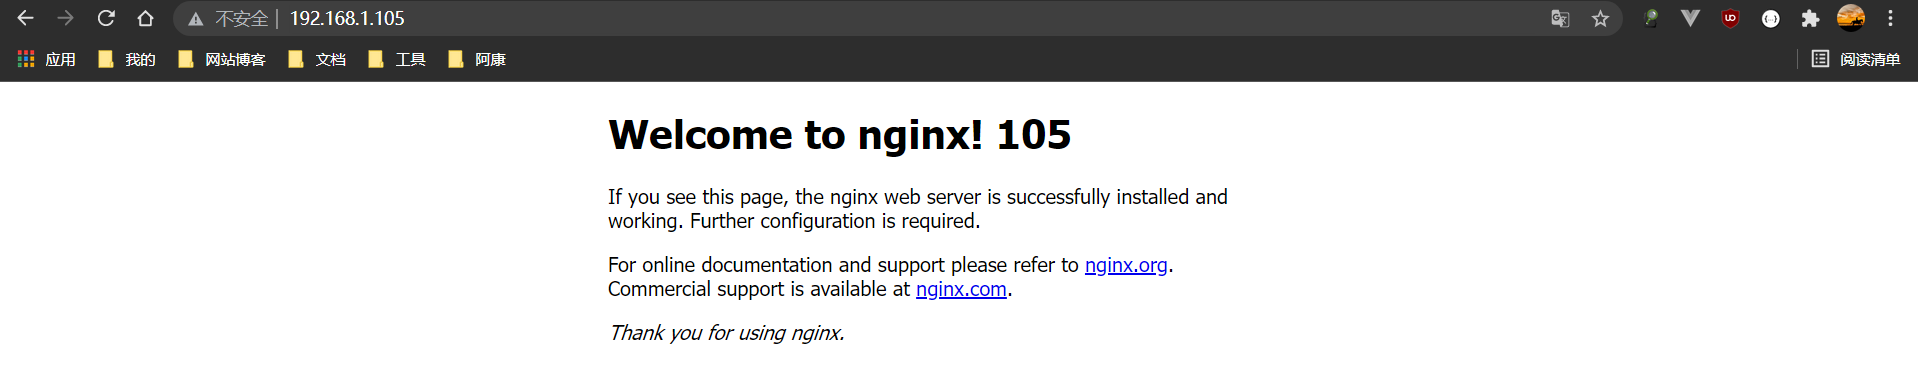 不安全 | 192.168.1.105
应用 我的 网站博客 文档 工具 阿康 阅读清单
Welcome to nginx! 105
If you see this page, the nginx web server is successfully installed and
working. Further configuration is required.
For online documentation and support please refer to nginx.org.
Commercial support is available at nginx.com.
Thank you for using nginx.